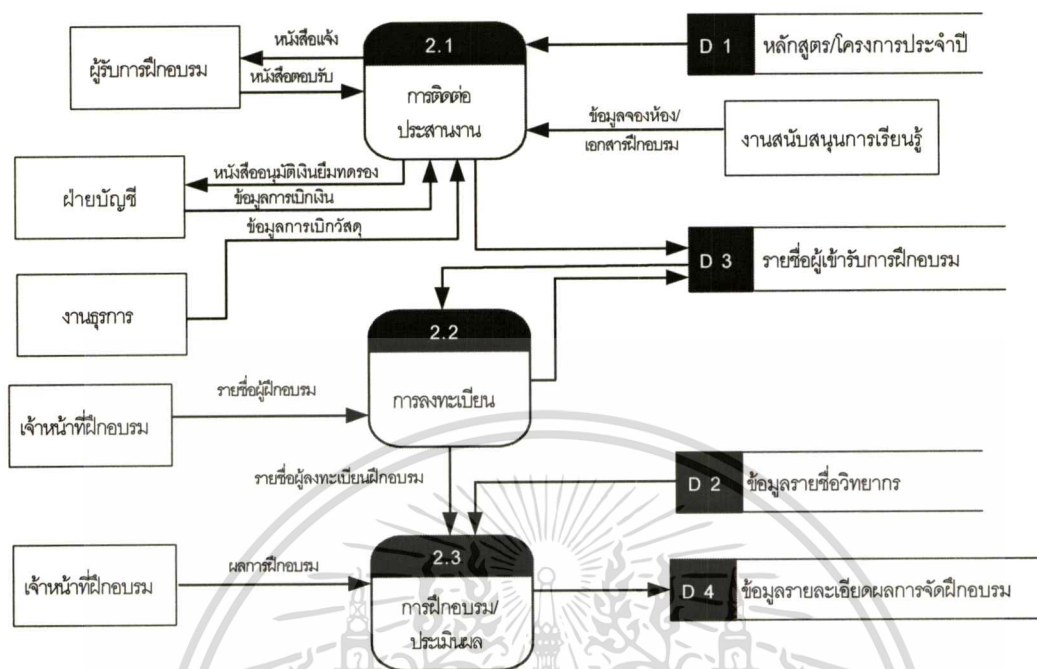 ผู้รับการฝึกอบรม
หนังสือแจ้ง
หนังสือตอบรับ
2.1
การติดต่อ
ประสานงาน
D 1
หลักสูตร/โครงการประจำปี
ข้อมูลจองห้อง/
เอกสารฝึกอบรม
งานสนับสนุนการเรียนรู้
ฝ่ายบัญชี
หนังสืออนุมัติเงินยืมทดรอง
ข้อมูลการเบิกเงิน
ข้อมูลการเบิกวัสดุ
งานธุรการ
D 3
รายชื่อผู้เข้ารับการฝึกอบรม
2.2
การลงทะเบียน
เจ้าหน้าที่ฝึกอบรม
รายชื่อผู้ฝึกอบรม
รายชื่อผู้ลงทะเบียนฝึกอบรม
D 2
ข้อมูลรายชื่อวิทยากร
เจ้าหน้าที่ฝึกอบรม
ผลการฝึกอบรม
2.3
การฝึกอบรม/
ประเมินผล
D 4
ข้อมูลรายละเอียดผลการจัดฝึกอบรม